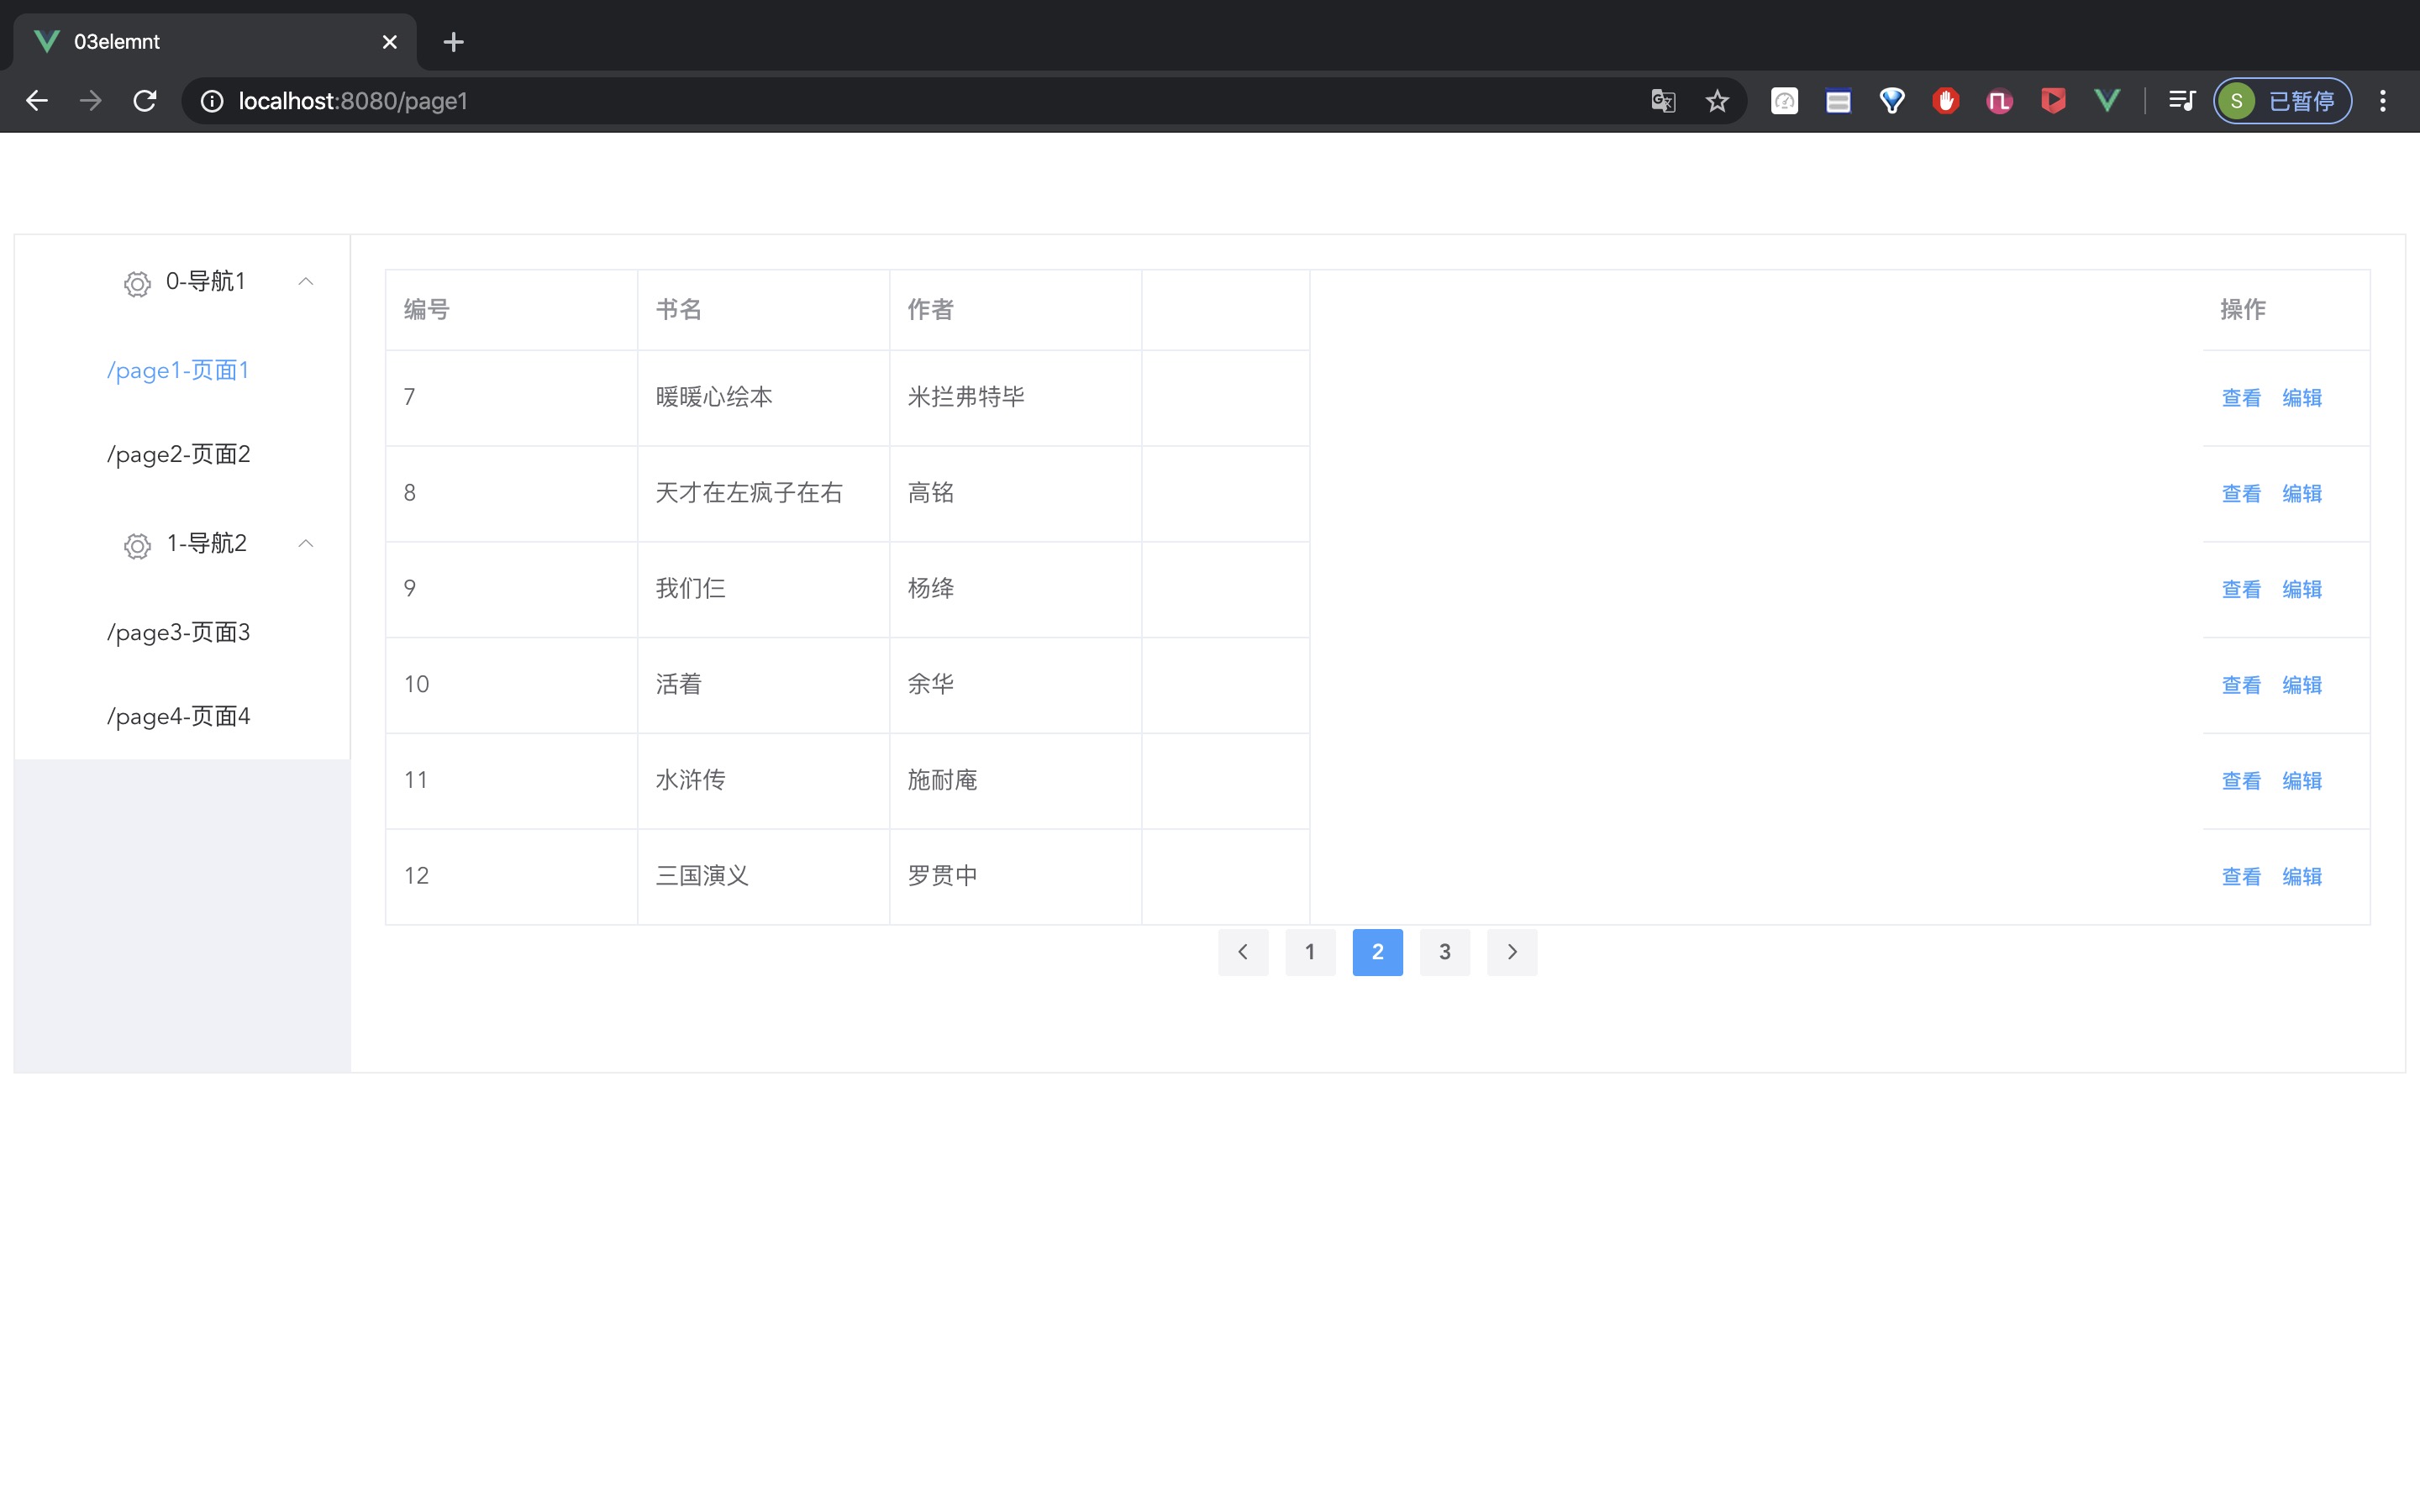 03elemnt
localhost:8080/page1
S 已暂停
0-导航1
/page1-页面1
/page2-页面2
1-导航2
/page3-页面3
/page4-页面4
编号 书名 作者 操作
7 暖暖心绘本 米拦弗特毕 查看 编辑
8 天才在左疯子在右 高铭 查看 编辑
9 我们仨 杨绛 查看 编辑
10 活着 余华 查看 编辑
11 水浒传 施耐庵 查看 编辑
12 三国演义 罗贯中 查看 编辑
1 2 3